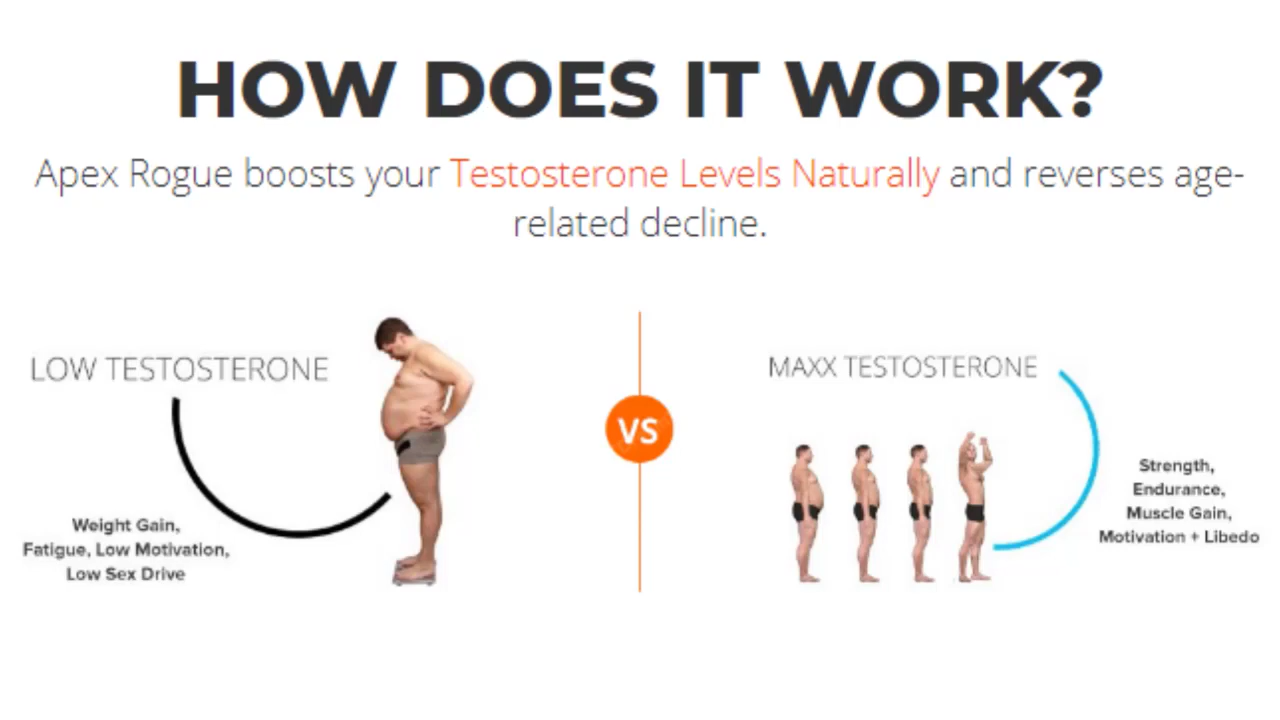 HOW DOES IT WORK?
Apex Rogue boosts your Testosterone Levels Naturally and reverses age-
related decline.
LOW TESTOSTERONE
Weight Gain,
Fatigue, Low Motivation,
Low Sex Drive
VS
MAXX TESTOSTERONE
Strength,
Endurance,
Muscle Gain,
Motivation + Libedo